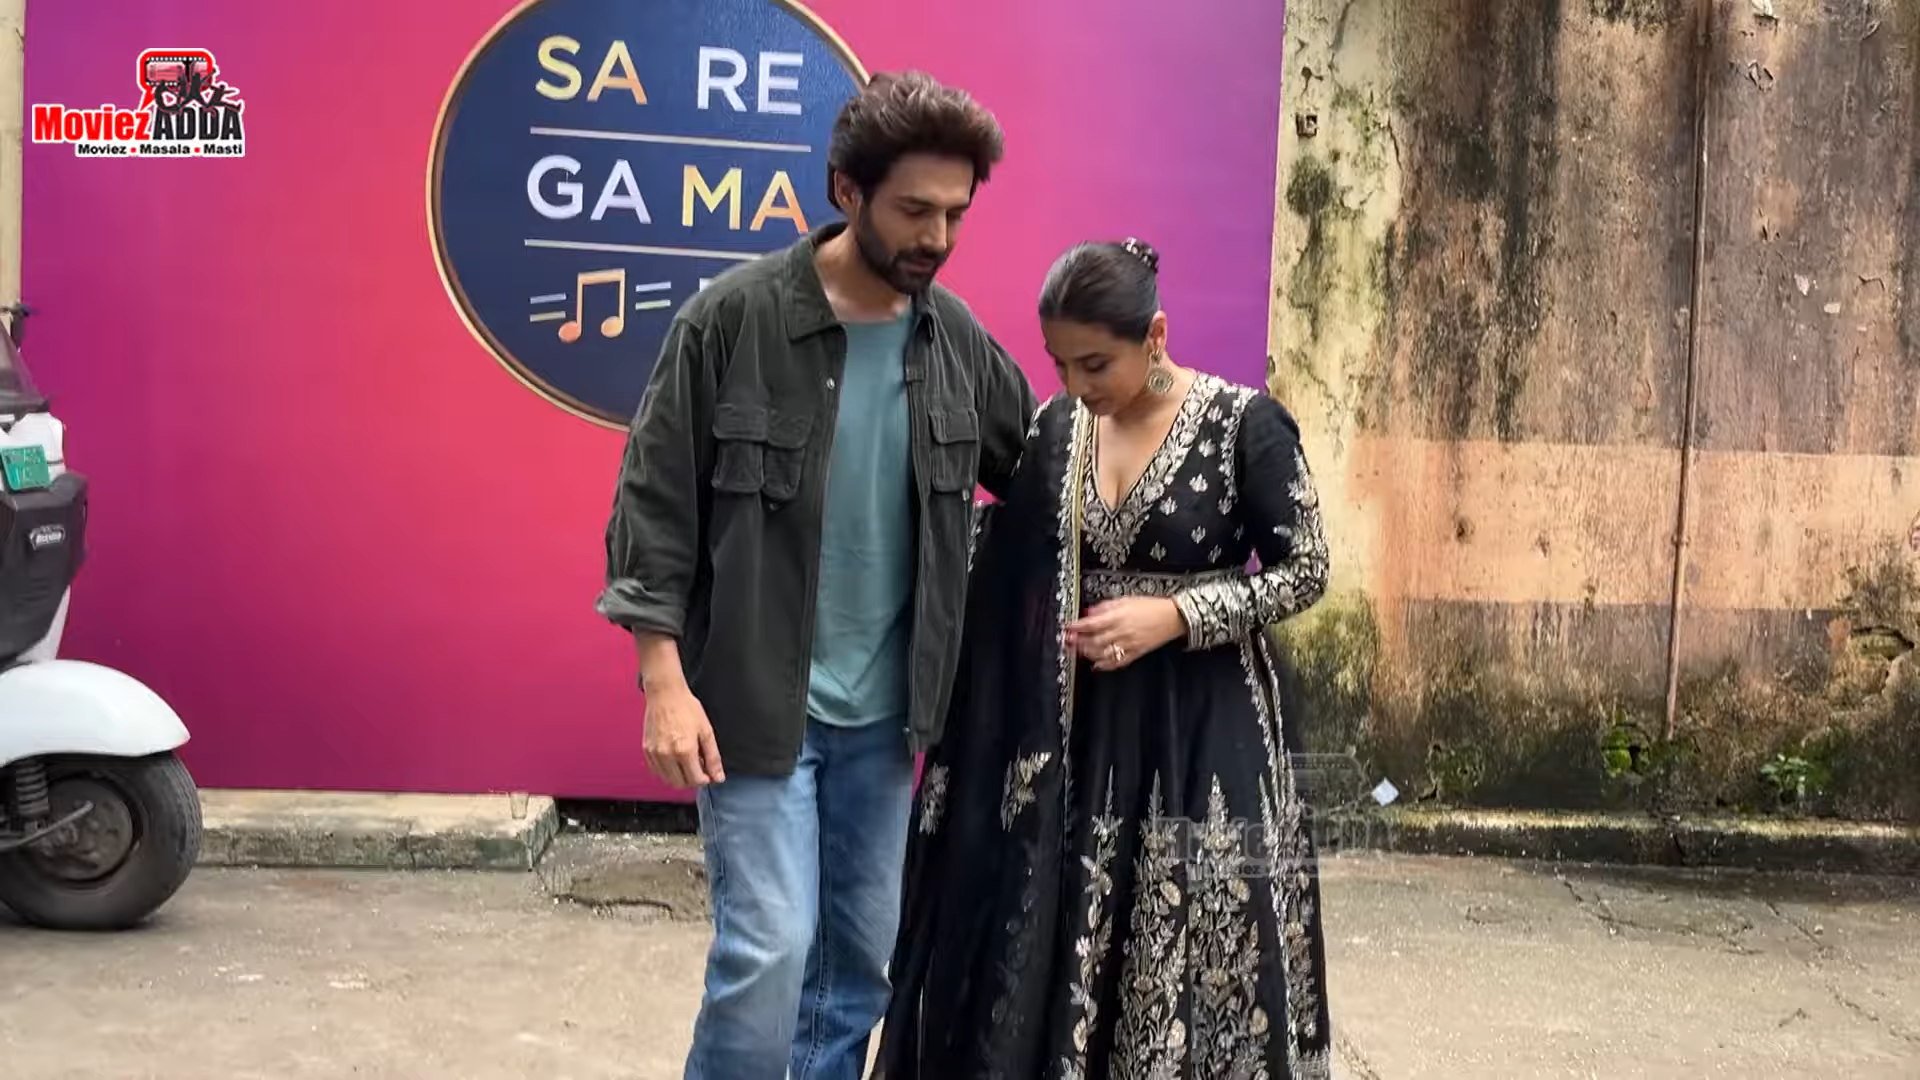 MoviezADDA
Moviez • Masala • Masti
SA RE
GA MA